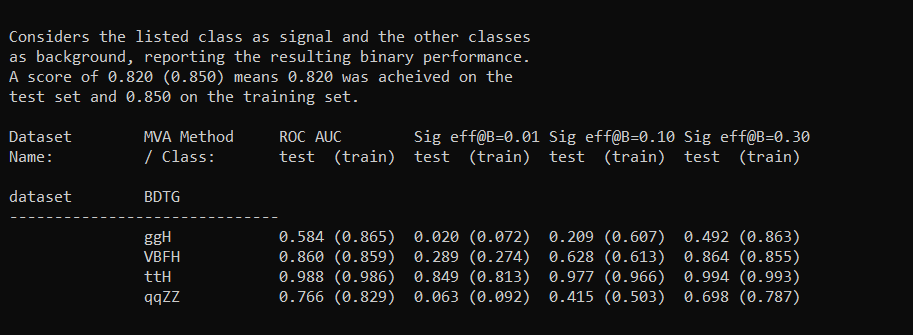 Considers the listed class as signal and the other classes
as background, reporting the resulting binary performance.
A score of 0.820 (0.850) means 0.820 was acheived on the
test set and 0.850 on the training set.
Dataset MVA Method ROC AUC Sig eff@B=0.01 Sig eff@B=0.10 Sig eff@B=0.30
Name: / Class: test (train) test (train) test (train) test (train)
dataset BDTG
------------------------------
ggH 0.584 (0.865) 0.020 (0.072) 0.209 (0.607) 0.492 (0.863)
VBFH 0.860 (0.859) 0.289 (0.274) 0.628 (0.613) 0.864 (0.855)
ttH 0.988 (0.986) 0.849 (0.813) 0.977 (0.966) 0.994 (0.993)
qqZZ 0.766 (0.829) 0.063 (0.092) 0.415 (0.503) 0.698 (0.787)